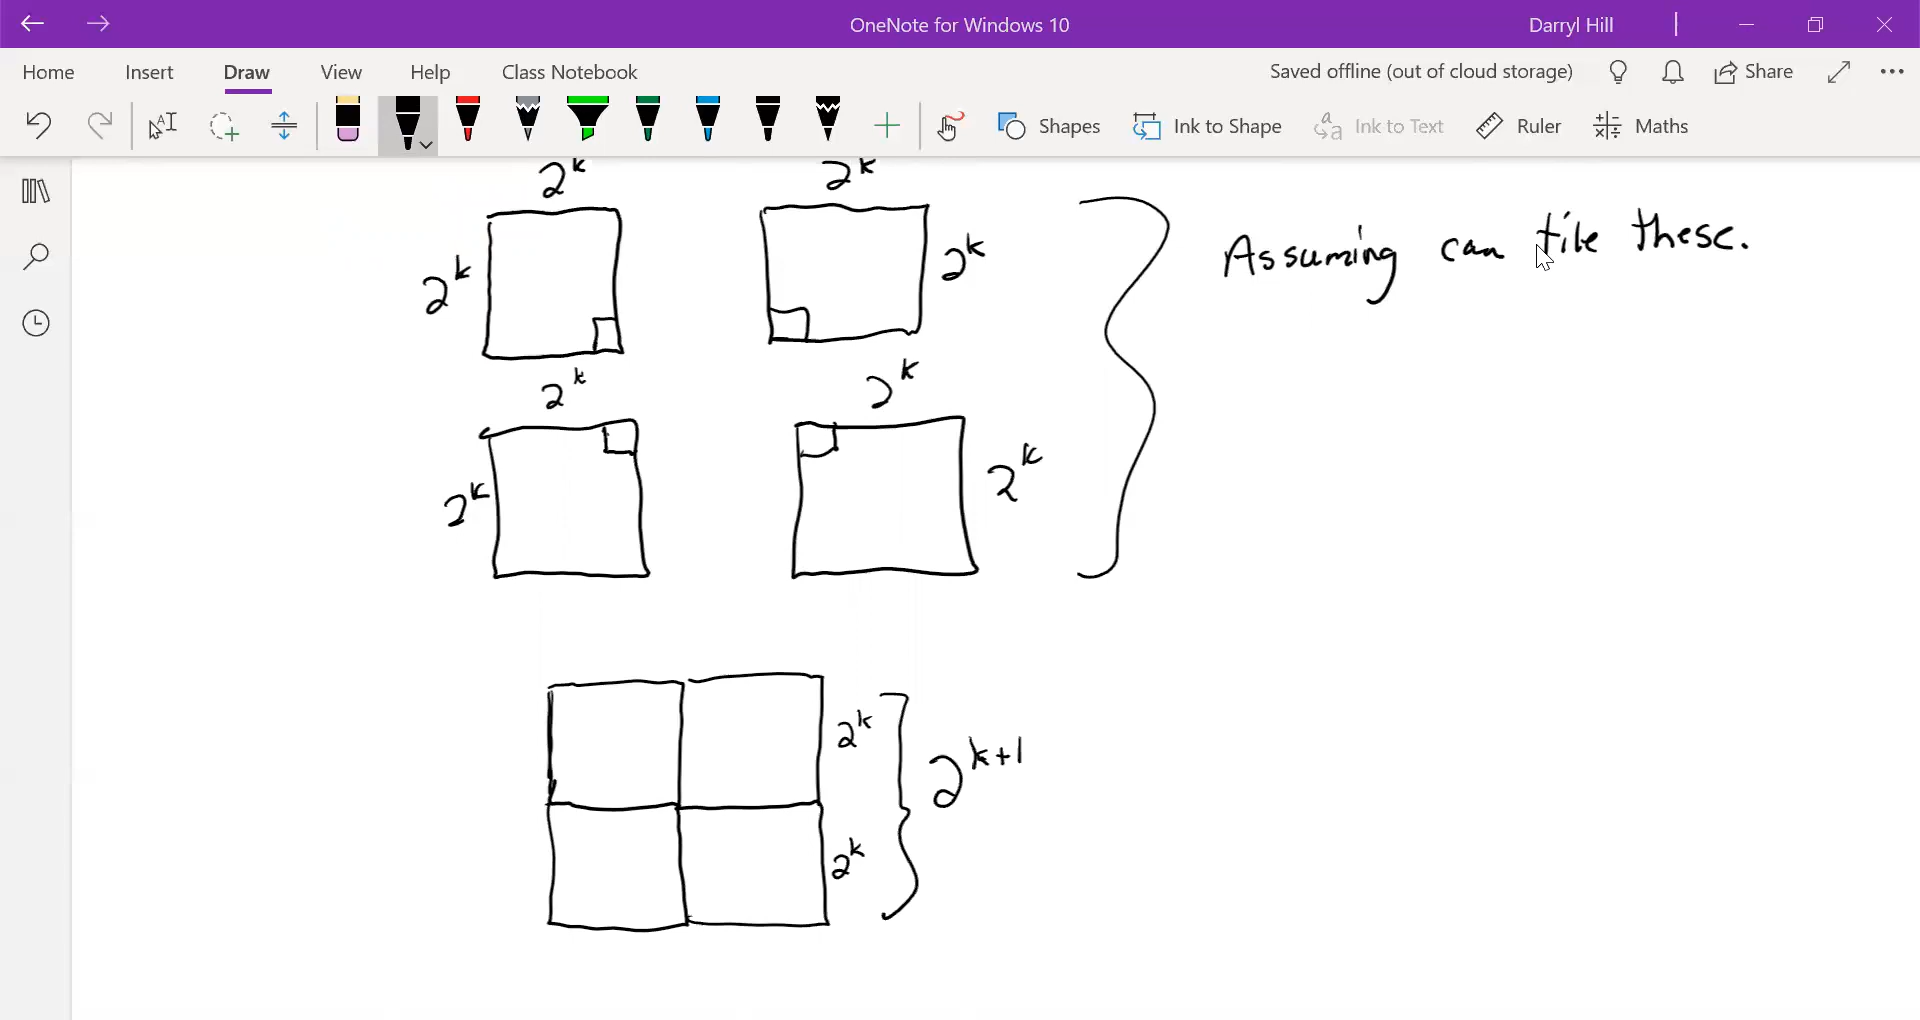 OneNote for Windows 10
Darryl Hill
Home Insert Draw View Help Class Notebook
Saved offline (out of cloud storage)
Share
Shapes
Ink to Shape
Ink to Text
Ruler
Maths
2^k 2^k
2^k 2^k
Assuming can tile these.
2^k 2^k
2^k 2^k
2^k
2^k+1
2^k